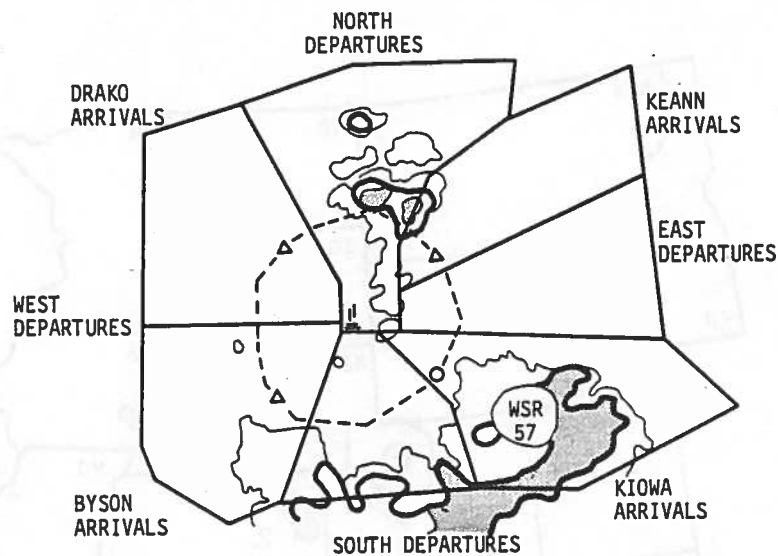 NORTH
DEPARTURES
DRAKO
ARRIVALS
KEANN
ARRIVALS
EAST
DEPARTURES
WEST
DEPARTURES
WSR
57
BYSON
ARRIVALS
KIOWA
ARRIVALS
SOUTH DEPARTURES